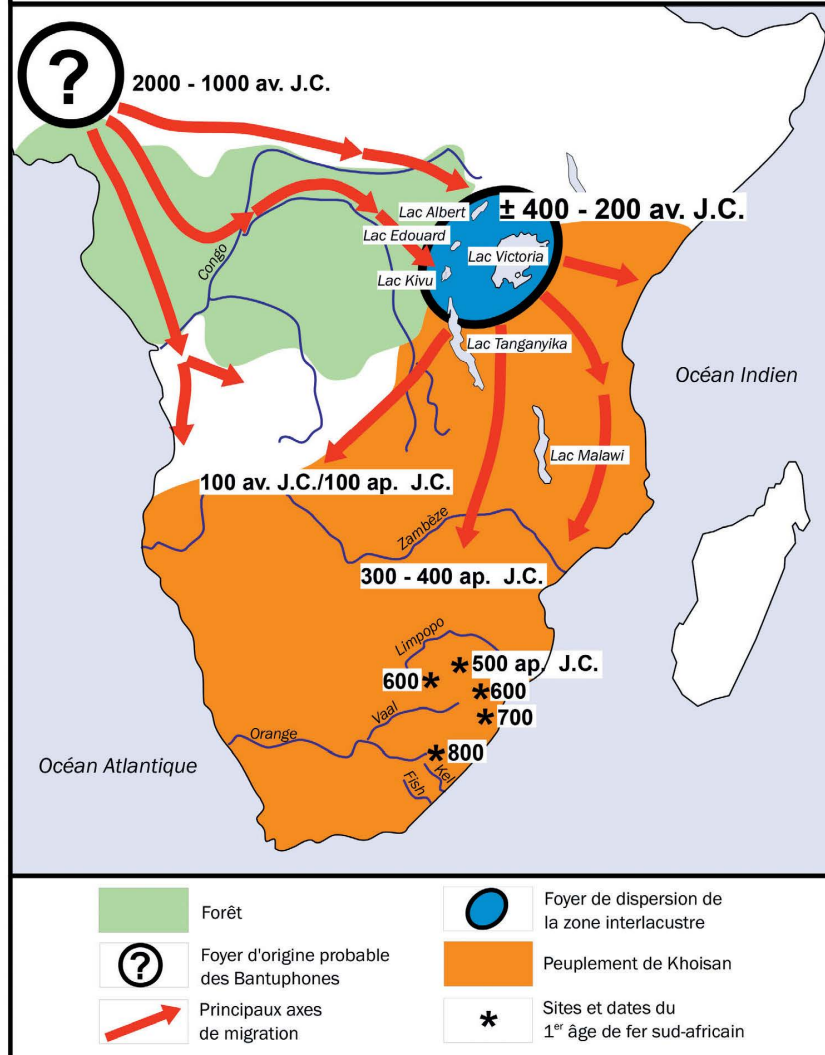 ?
2000 - 1000 av. J.C.
± 400 - 200 av. J.C.
Lac Albert
Lac Edouard
Lac Victoria
Congo
Lac Kivu
Lac Tanganyika
Océan Indien
Lac Malawi
100 av. J.C./100 ap. J.C.
Zambèze
300 - 400 ap. J.C.
Limpopo
* 500 ap. J.C.
600 *
* 600
Vaal
* 700
Orange
* 800
Océan Atlantique
Kei
Fish
Forêt
Foyer de dispersion de
la zone interlacustre
?
Foyer d'origine probable
des Bantuphones
Peuplement de Khoisan
Principaux axes
de migration
*
Sites et dates du
1er âge de fer sud-africain